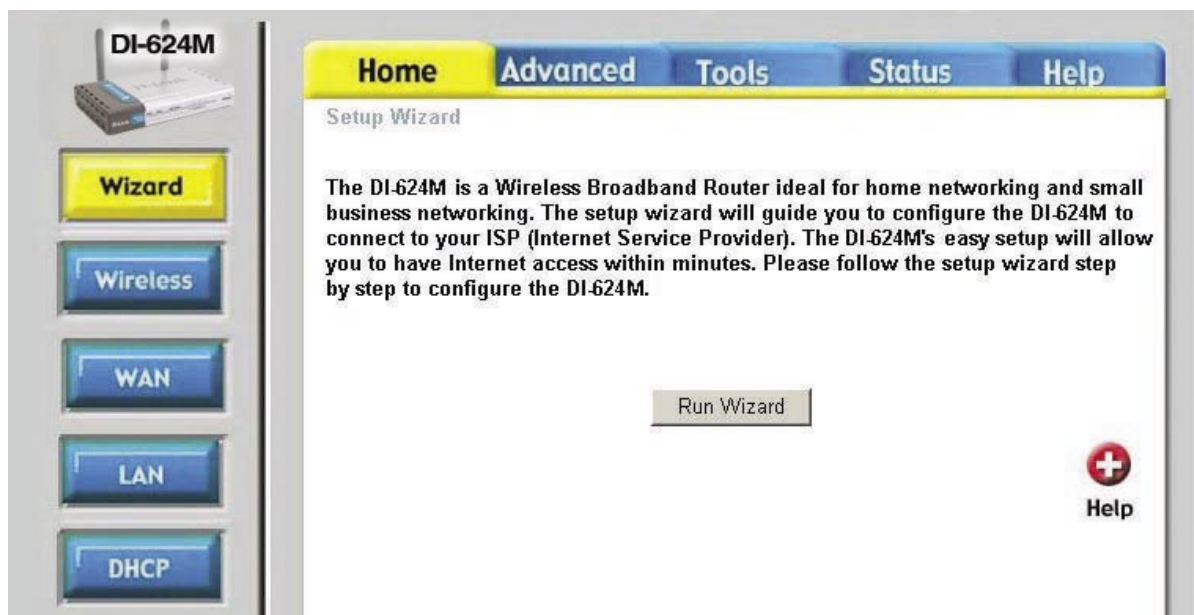 DI-624M
Home
Advanced
Tools
Status
Help
Setup Wizard
Wizard
Wireless
WAN
LAN
DHCP
The DI-624M is a Wireless Broadband Router ideal for home networking and small
business networking. The setup wizard will guide you to configure the DI-624M to
connect to your ISP (Internet Service Provider). The DI-624M's easy setup will allow
you to have Internet access within minutes. Please follow the setup wizard step
by step to configure the DI-624M.
Run Wizard
Help